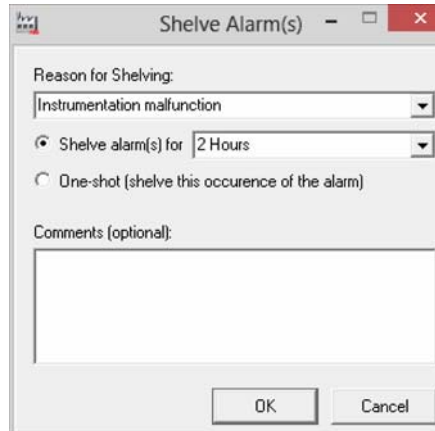 Shelve Alarm(s)
Reason for Shelving:
Instrumentation malfunction
Shelve alarm(s) for 2 Hours
One-shot (shelve this occurence of the alarm)
Comments (optional):
OK Cancel